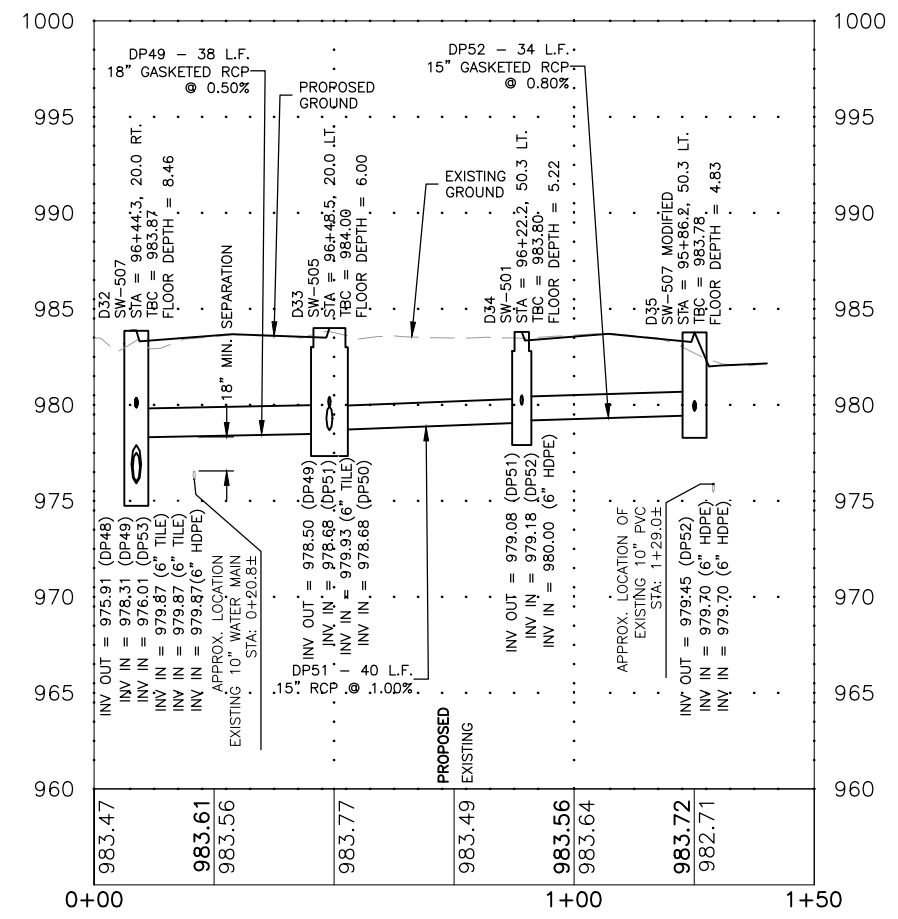 1000
1000
995
995
990
990
985
985
980
980
975
975
970
970
965
965
960
960
DP49 – 38 L.F.
18" GASKETED RCP
@ 0.50%
DP52 – 34 L.F.
15" GASKETED RCP
@ 0.80%
PROPOSED
GROUND
EXISTING
GROUND
D32
SW-507
STA = 96+44.3, 20.0 RT.
TBC = 983.87
FLOOR DEPTH = 8.46
18" MIN. SEPARATION
D33
SW-505
STA = 96+48.5, 20.0 LT.
TBC = 984.00
FLOOR DEPTH = 6.00
D34
SW-501
STA = 96+22.2, 50.3 LT.
TBC = 983.80
FLOOR DEPTH = 5.22
D35
SW-507 MODIFIED
STA = 95+86.2, 50.3 LT.
TBC = 983.78
FLOOR DEPTH = 4.83
INV OUT = 975.91 (DP48)
INV IN = 978.31 (DP49)
INV IN = 976.01 (DP53)
INV IN = 979.87 (6" TILE)
INV IN = 979.87 (6" TILE)
INV IN = 979.87(6" HDPE)
APPROX. LOCATION
EXISTING 10" WATER MAIN
STA: 0+20.8±
INV OUT = 978.50 (DP49)
INV IN = 978.68 (DP51)
INV IN = 979.93 (6" TILE)
INV IN = 978.68 (DP50)
DP51 – 40 L.F.
15" RCP @ 1.00%
INV OUT = 979.08 (DP51)
INV IN = 979.18 (DP52)
INV IN = 980.00 (6" HDPE)
APPROX. LOCATION OF
EXISTING 10" PVC
STA: 1+29.0±
INV OUT = 979.45 (DP52)
INV IN = 979.70 (6" HDPE)
INV IN = 979.70 (6" HDPE)
PROPOSED
EXISTING
983.47
983.61
983.56
983.77
983.49
983.56
983.64
983.72
982.71
0+00
1+00
1+50